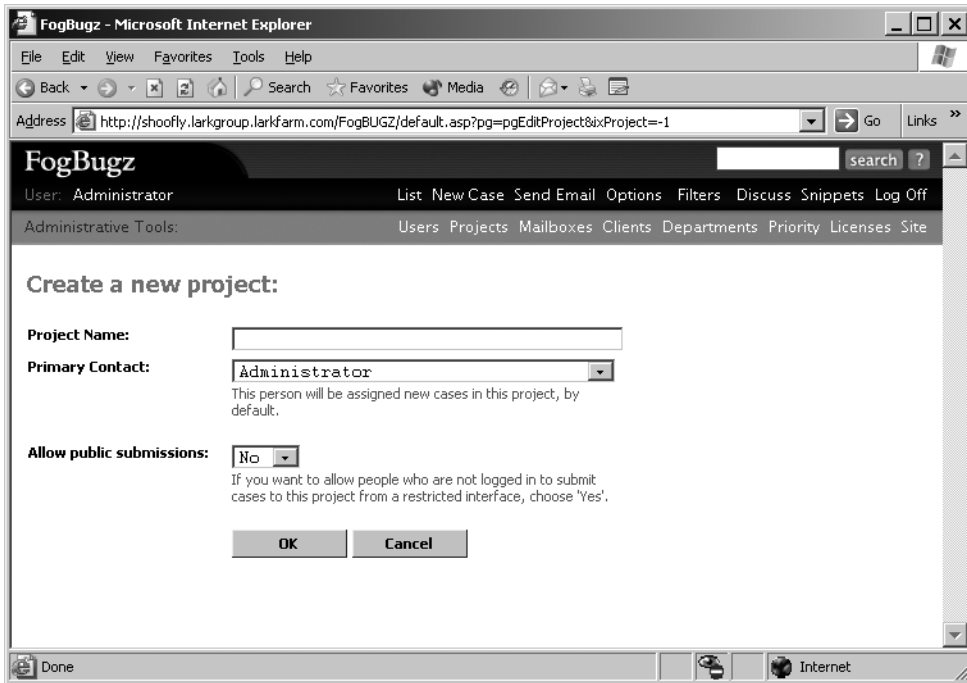 FogBugz - Microsoft Internet Explorer
File Edit View Favorites Tools Help
Back Search Favorites Media
Address http://shoofly.larkgroup.larkfarm.com/FogBUGZ/default.asp?pg=pgEditProject&ixProject=-1 Go Links »
FogBugz search ?
User: Administrator List New Case Send Email Options Filters Discuss Snippets Log Off
Administrative Tools: Users Projects Mailboxes Clients Departments Priority Licenses Site
Create a new project:
Project Name:
Primary Contact: Administrator
This person will be assigned new cases in this project, by
default.
Allow public submissions: No
If you want to allow people who are not logged in to submit
cases to this project from a restricted interface, choose 'Yes'.
OK Cancel
Done Internet